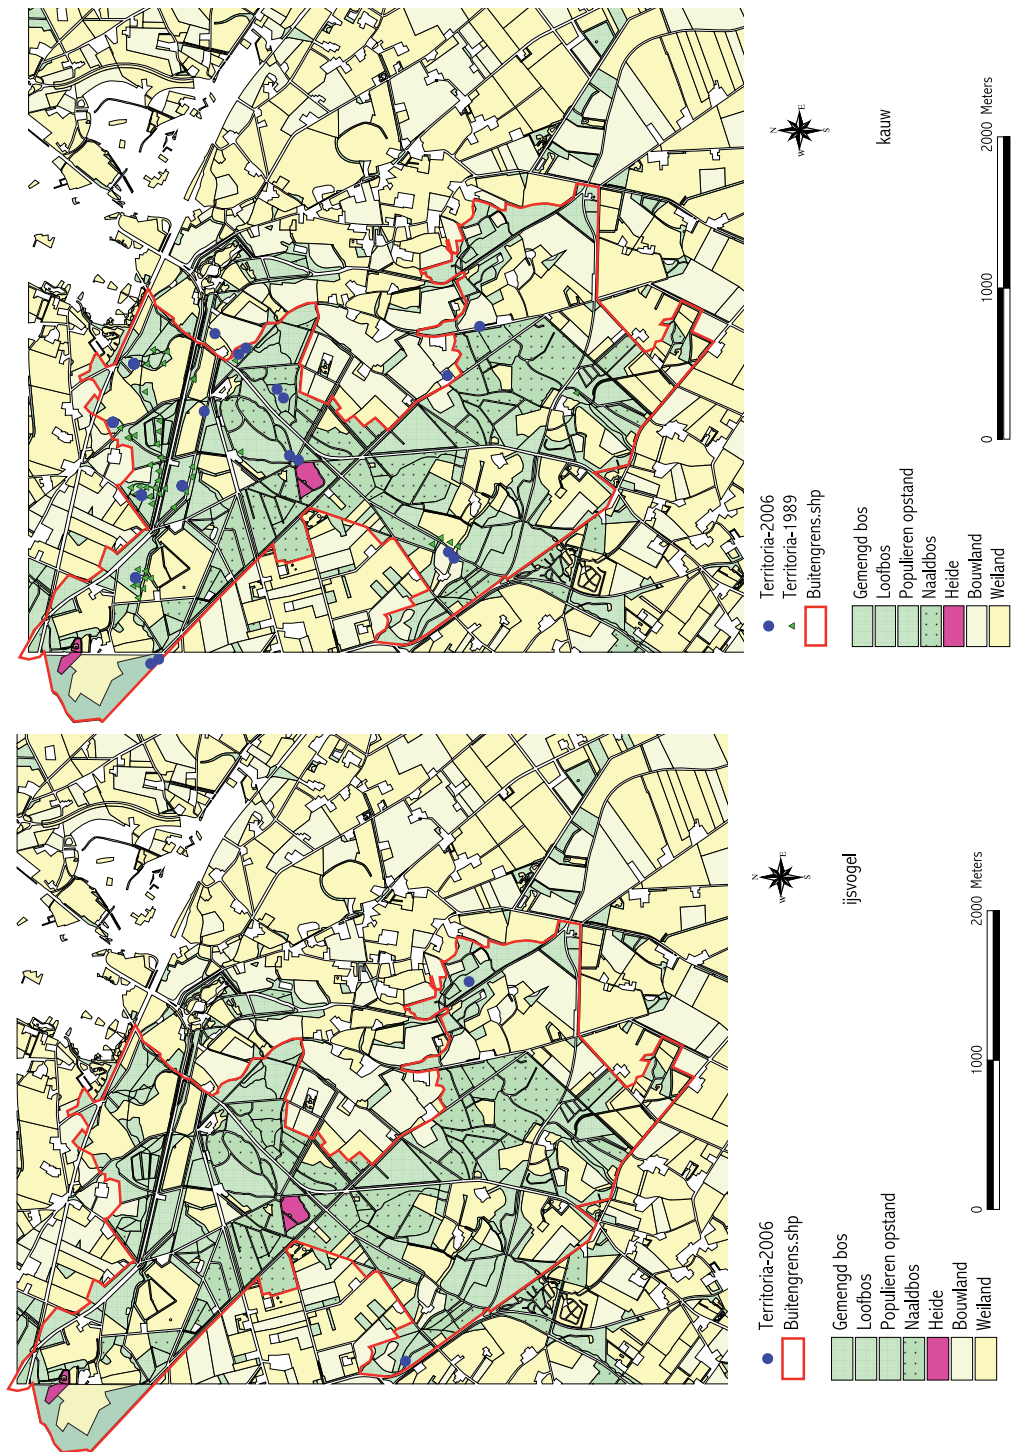 N
E
S
W
kauw
0 1000 2000 Meters
Territoria-2006
Territoria-1989
Buitengrens.shp
Gemengd bos
Loofbos
Populieren opstand
Naaldbos
Heide
Bouwland
Weiland
N
E
S
W
ijsvogel
0 1000 2000 Meters
Territoria-2006
Buitengrens.shp
Gemengd bos
Loofbos
Populieren opstand
Naaldbos
Heide
Bouwland
Weiland